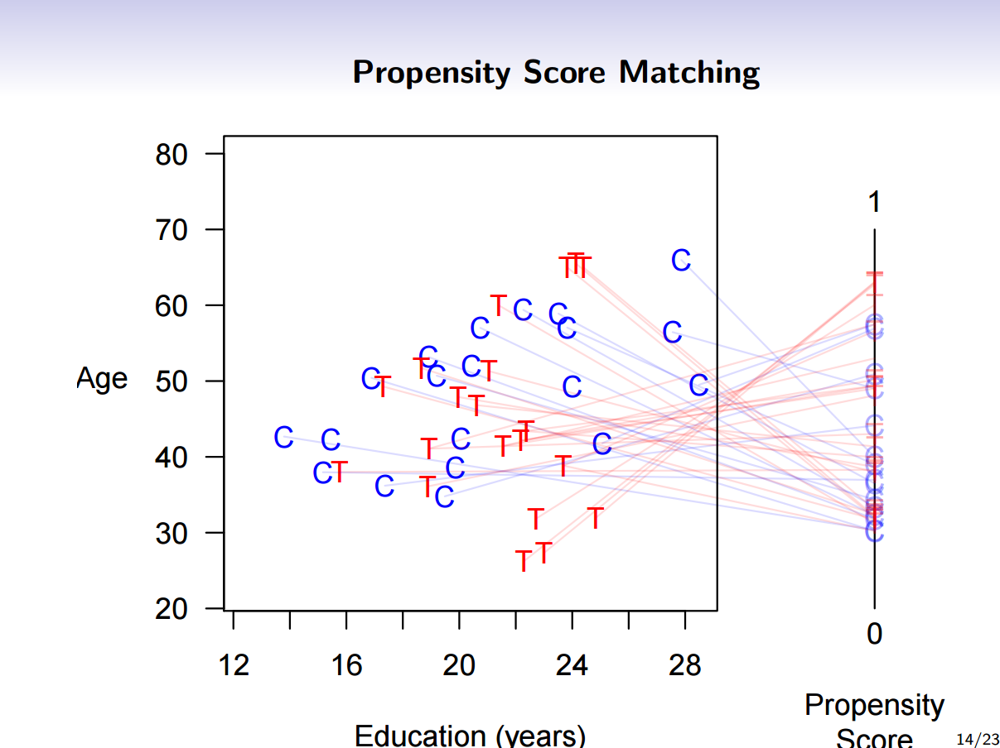 Propensity Score Matching
80
70
60
50
40
30
20
Age
12 16 20 24 28
Education (years)
1
0
Propensity
Score
14/23
C
C
T
T
T
T
C
C
C
C
T
C
C
C
T
C
C
T
C
T
C
T
C
T
T
C
C
C
T
T
T
T
C
C
T
C
T
C
T
C
T
T
T
T